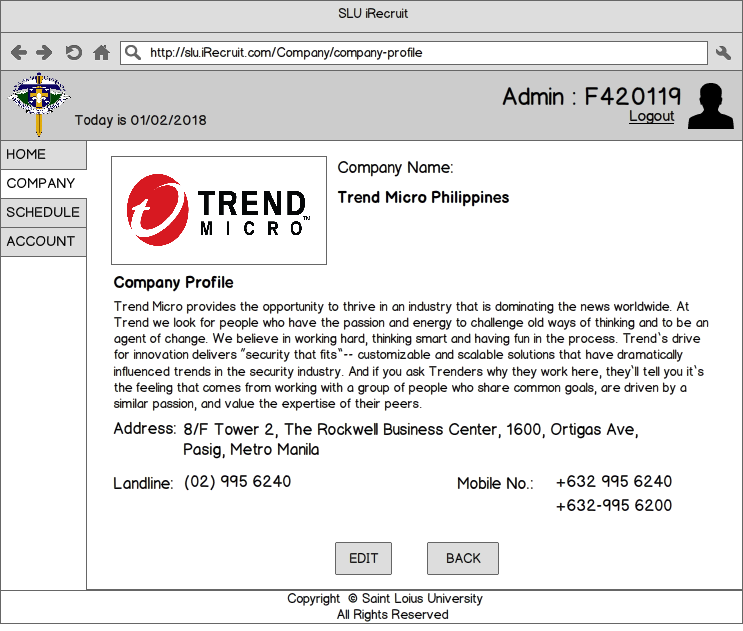 SLU iRecruit
http://slu.iRecruit.com/Company/company-profile
Today is 01/02/2018
Admin : F420119
Logout
HOME
COMPANY
SCHEDULE
ACCOUNT
TREND
MICRO™
Company Name:
Trend Micro Philippines
Company Profile
Trend Micro provides the opportunity to thrive in an industry that is dominating the news worldwide. At
Trend we look for people who have the passion and energy to challenge old ways of thinking and to be an
agent of change. We believe in working hard, thinking smart and having fun in the process. Trend`s drive
for innovation delivers "security that fits"-- customizable and scalable solutions that have dramatically
influenced trends in the security industry. And if you ask Trenders why they work here, they`ll tell you it`s
the feeling that comes from working with a group of people who share common goals, are driven by a
similar passion, and value the expertise of their peers.
Address: 8/F Tower 2, The Rockwell Business Center, 1600, Ortigas Ave,
Pasig, Metro Manila
Landline: (02) 995 6240
Mobile No.: +632 995 6240
+632-995 6200
EDIT
BACK
Copyright © Saint Loius University
All Rights Reserved